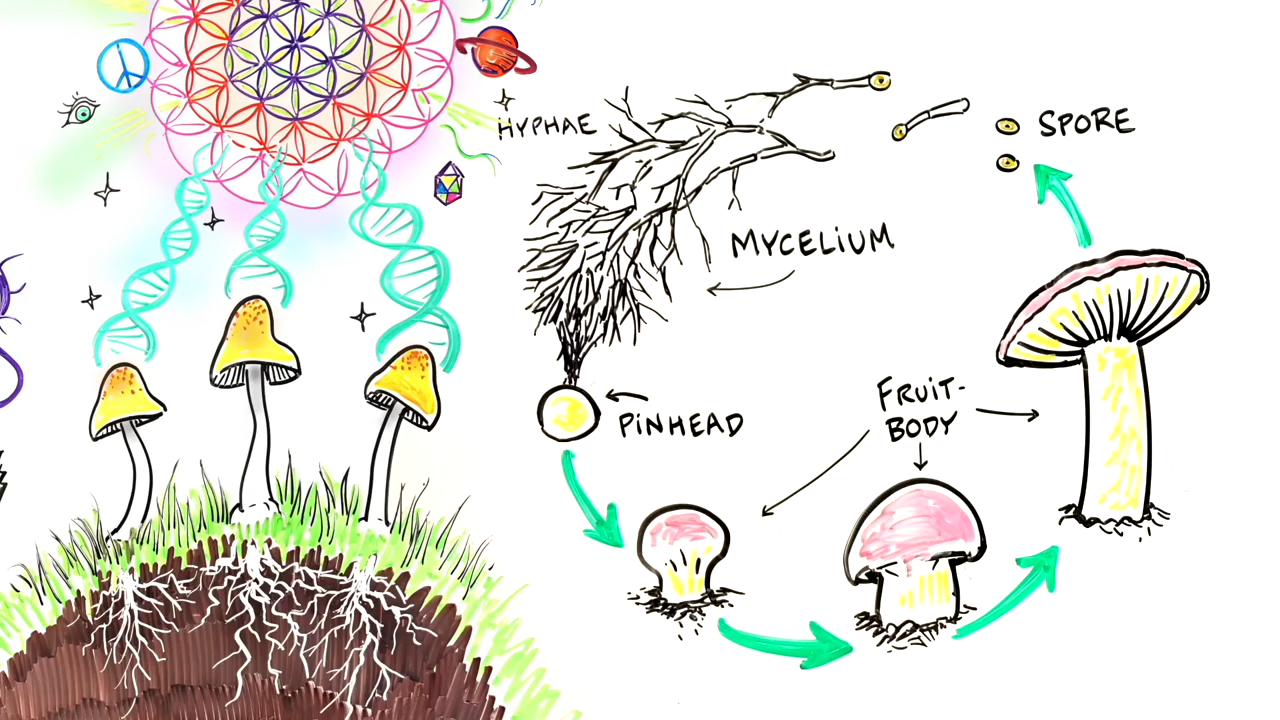 HYPHAE
SPORE
MYCELIUM
PINHEAD
FRUIT-
BODY